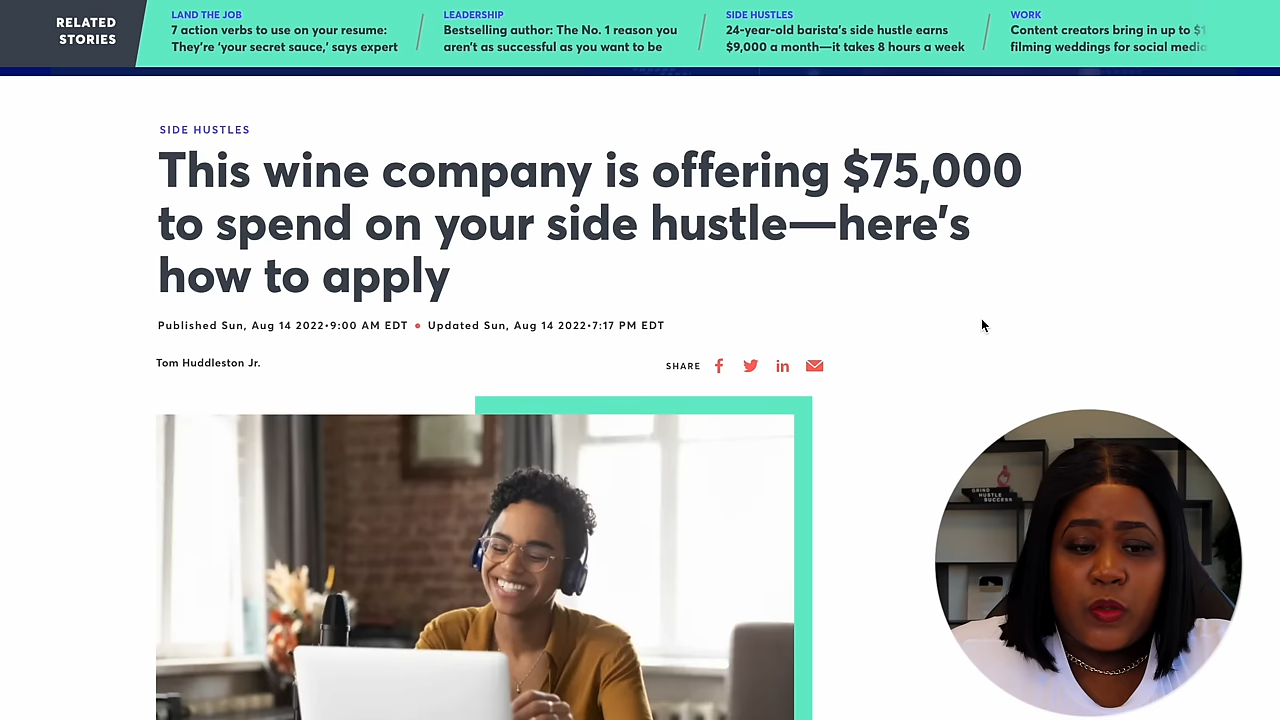 RELATED
STORIES
LAND THE JOB
7 action verbs to use on your resume:
They're ‘your secret sauce,’ says expert
LEADERSHIP
Bestselling author: The No. 1 reason you
aren't as successful as you want to be
SIDE HUSTLES
24-year-old barista's side hustle earns
$9,000 a month—it takes 8 hours a week
WORK
Content creators bring in up to
filming weddings for social media
SIDE HUSTLES
This wine company is offering $75,000
to spend on your side hustle—here's
how to apply
Published Sun, Aug 14 2022•9:00 AM EDT • Updated Sun, Aug 14 2022•7:17 PM EDT
Tom Huddleston Jr.
SHARE
GRIND
HUSTLE
SUCCESS